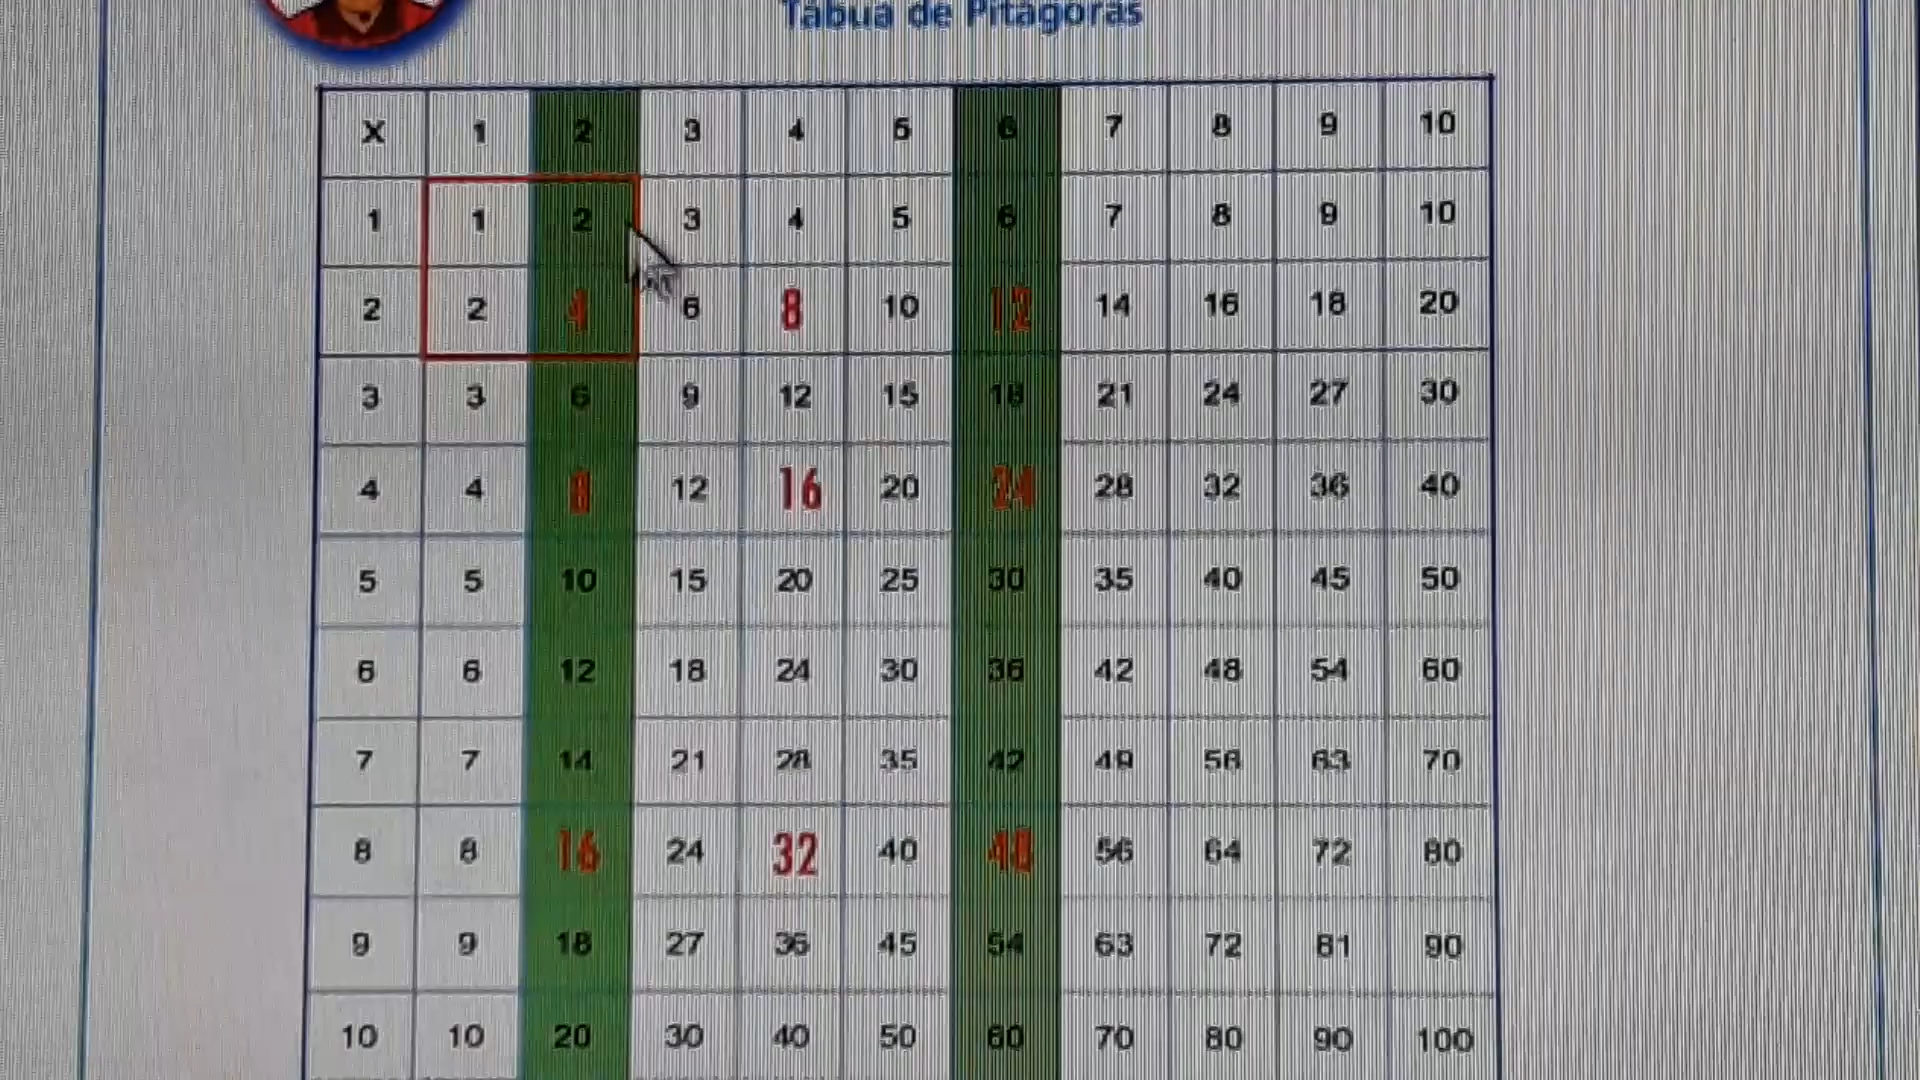 Tábua de Pitágoras
X 1 2 3 4 5 6 7 8 9 10
1 1 2 3 4 5 6 7 8 9 10
2 2 4 6 8 10 12 14 16 18 20
3 3 6 9 12 15 18 21 24 27 30
4 4 8 12 16 20 24 28 32 36 40
5 5 10 15 20 25 30 35 40 45 50
6 6 12 18 24 30 36 42 48 54 60
7 7 14 21 28 35 42 49 56 63 70
8 8 16 24 32 40 48 56 64 72 80
9 9 18 27 36 45 54 63 72 81 90
10 10 20 30 40 50 60 70 80 90 100